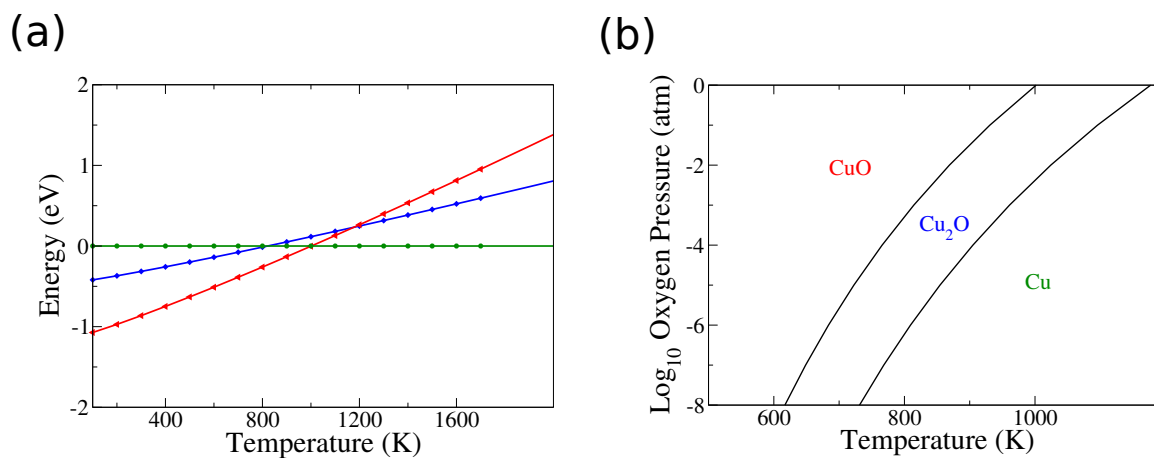 (a)
2
1
0
-1
-2
Energy (eV)
400 800 1200 1600
Temperature (K)
(b)
0
-2
-4
-6
-8
Log₁₀ Oxygen Pressure (atm)
CuO
Cu₂O
Cu
600 800 1000
Temperature (K)